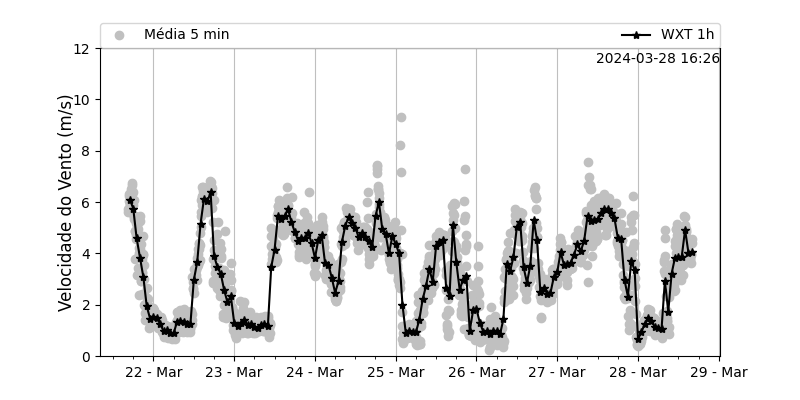 Média 5 min
WXT 1h
2024-03-28 16:26
Velocidade do Vento (m/s)
12
10
8
6
4
2
0
22 - Mar 23 - Mar 24 - Mar 25 - Mar 26 - Mar 27 - Mar 28 - Mar 29 - Mar